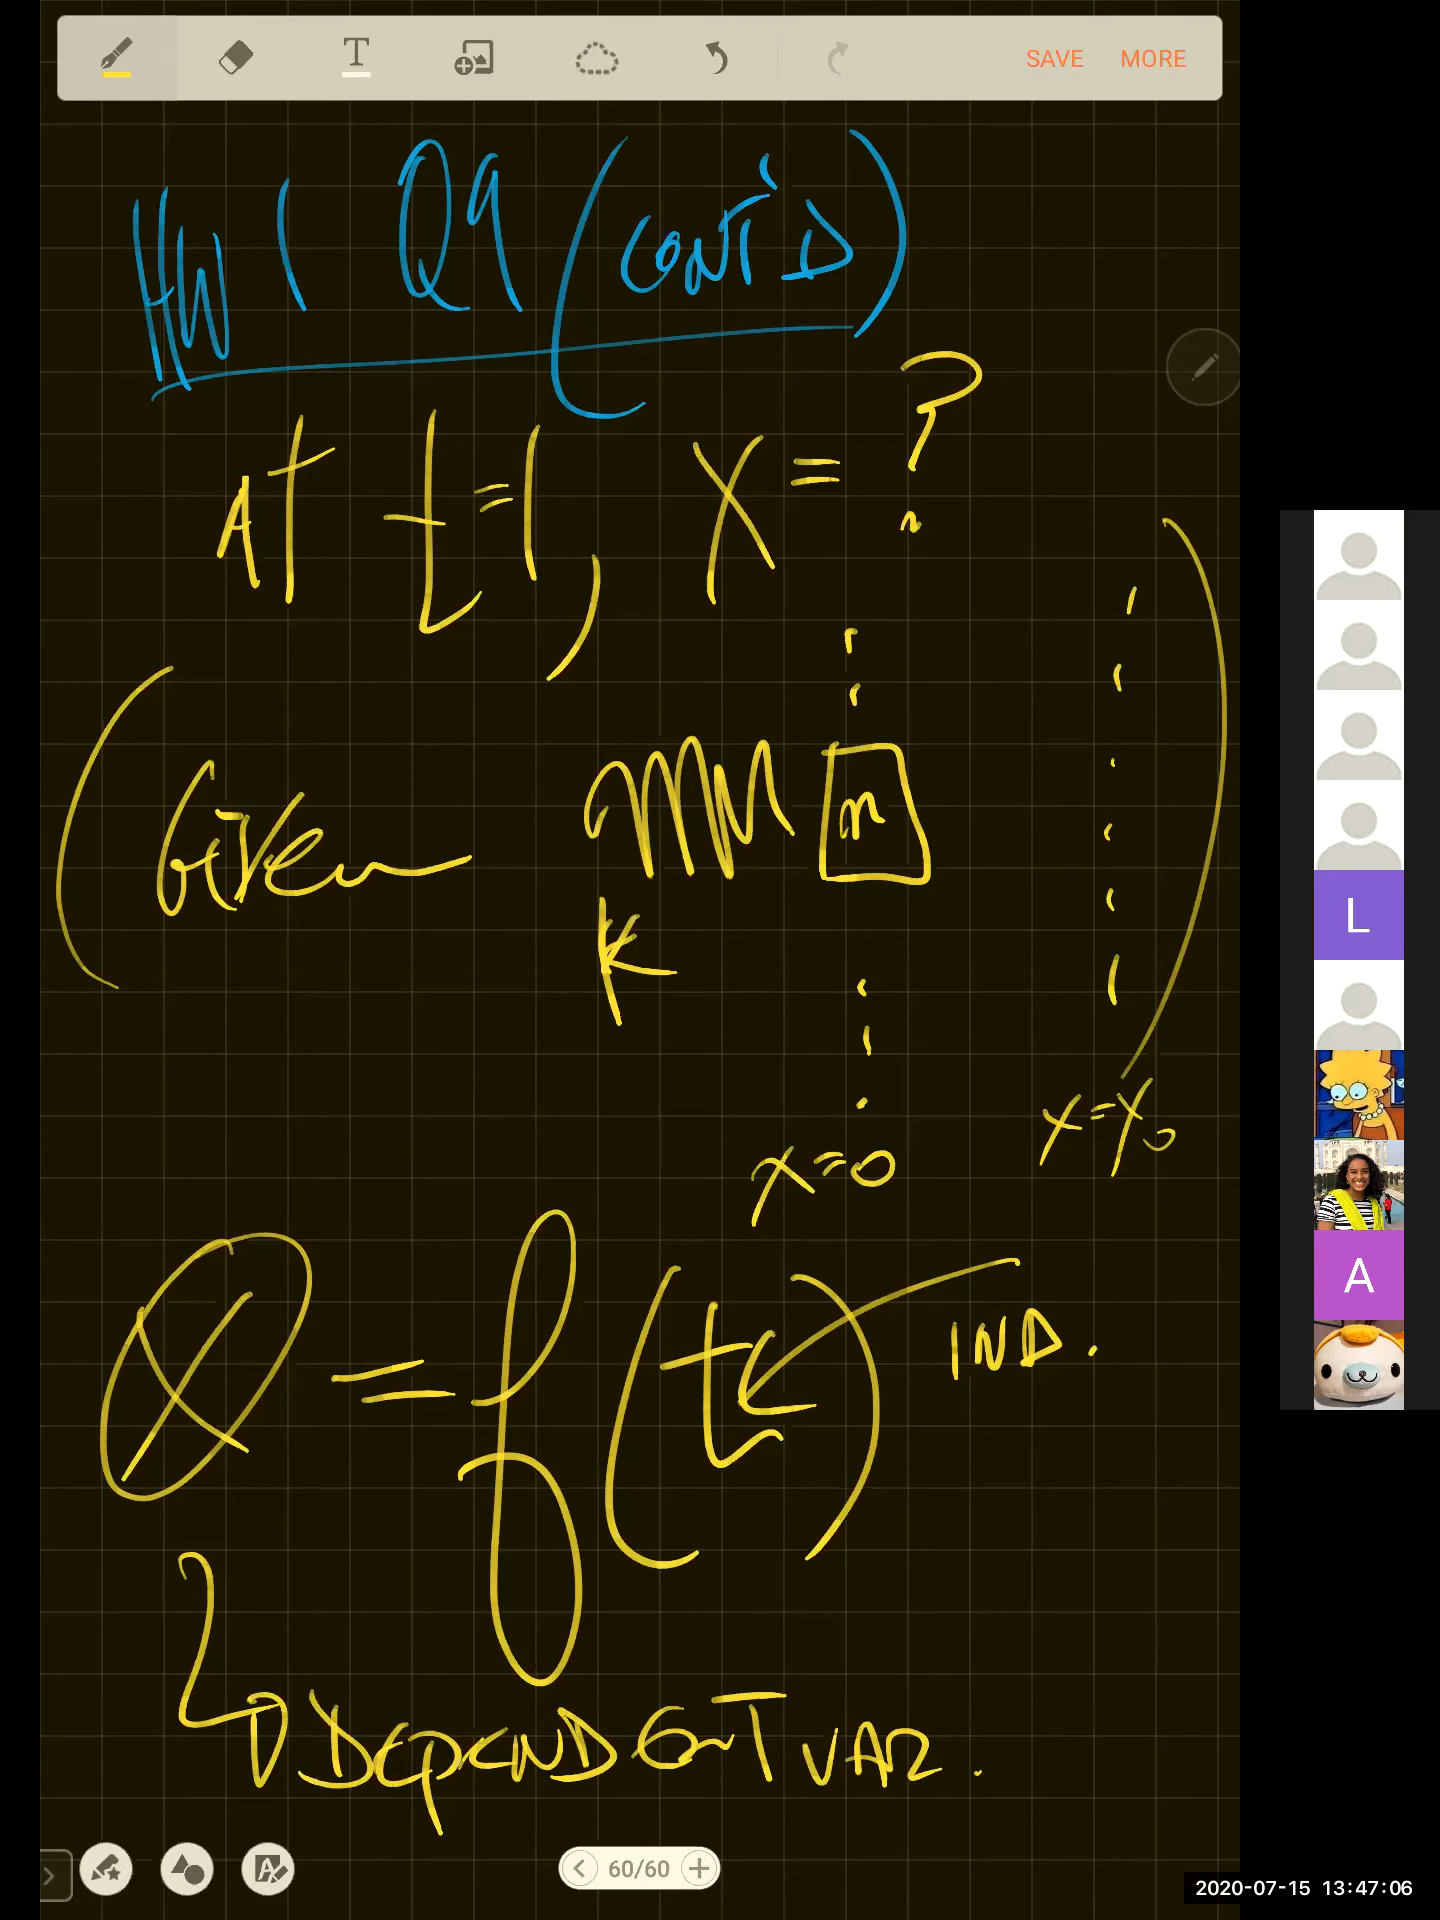 T SAVE MORE
HW 1 Q9 (CONT'D)
AT t=1, X = ?
(Given m )
K
x=0 x=x0
X = f(t) IND.
DEPENDENT VAR.
L
A
60/60
2020-07-15 13:47:06